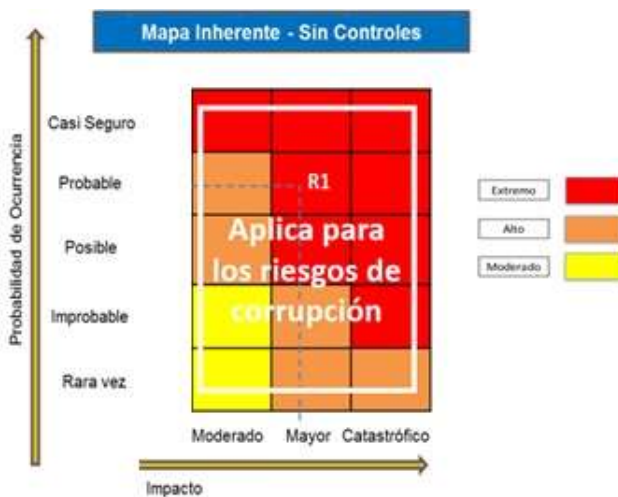 Mapa Inherente - Sin Controles
Probabilidad de Ocurrencia
Casi Seguro
Probable
Posible
Improbable
Rara vez
R1
Aplica para
los riesgos de
corrupción
Extremo
Alto
Moderado
Moderado Mayor Catastrófico
Impacto